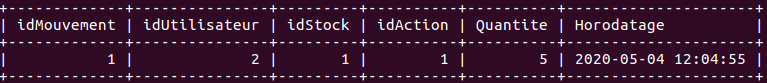 +-------------+---------------+---------+----------+----------+---------------------+
| idMouvement | idUtilisateur | idStock | idAction | Quantite | Horodatage          |
+-------------+---------------+---------+----------+----------+---------------------+
|           1 |             2 |       1 |        1 |        5 | 2020-05-04 12:04:55 |
+-------------+---------------+---------+----------+----------+---------------------+